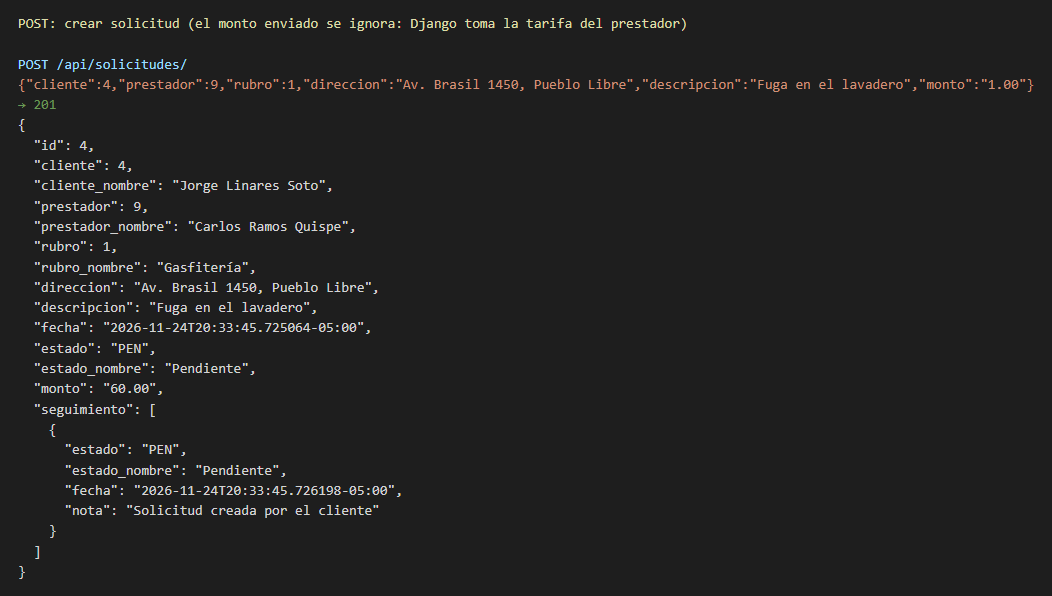 POST: crear solicitud (el monto enviado se ignora: Django toma la tarifa del prestador)
POST /api/solicitudes/
{"cliente":4,"prestador":9,"rubro":1,"direccion":"Av. Brasil 1450, Pueblo Libre","descripcion":"Fuga en el lavadero","monto":"1.00"}
→ 201
{
  "id": 4,
  "cliente": 4,
  "cliente_nombre": "Jorge Linares Soto",
  "prestador": 9,
  "prestador_nombre": "Carlos Ramos Quispe",
  "rubro": 1,
  "rubro_nombre": "Gasfitería",
  "direccion": "Av. Brasil 1450, Pueblo Libre",
  "descripcion": "Fuga en el lavadero",
  "fecha": "2026-11-24T20:33:45.725064-05:00",
  "estado": "PEN",
  "estado_nombre": "Pendiente",
  "monto": "60.00",
  "seguimiento": [
    {
      "estado": "PEN",
      "estado_nombre": "Pendiente",
      "fecha": "2026-11-24T20:33:45.726198-05:00",
      "nota": "Solicitud creada por el cliente"
    }
  ]
}